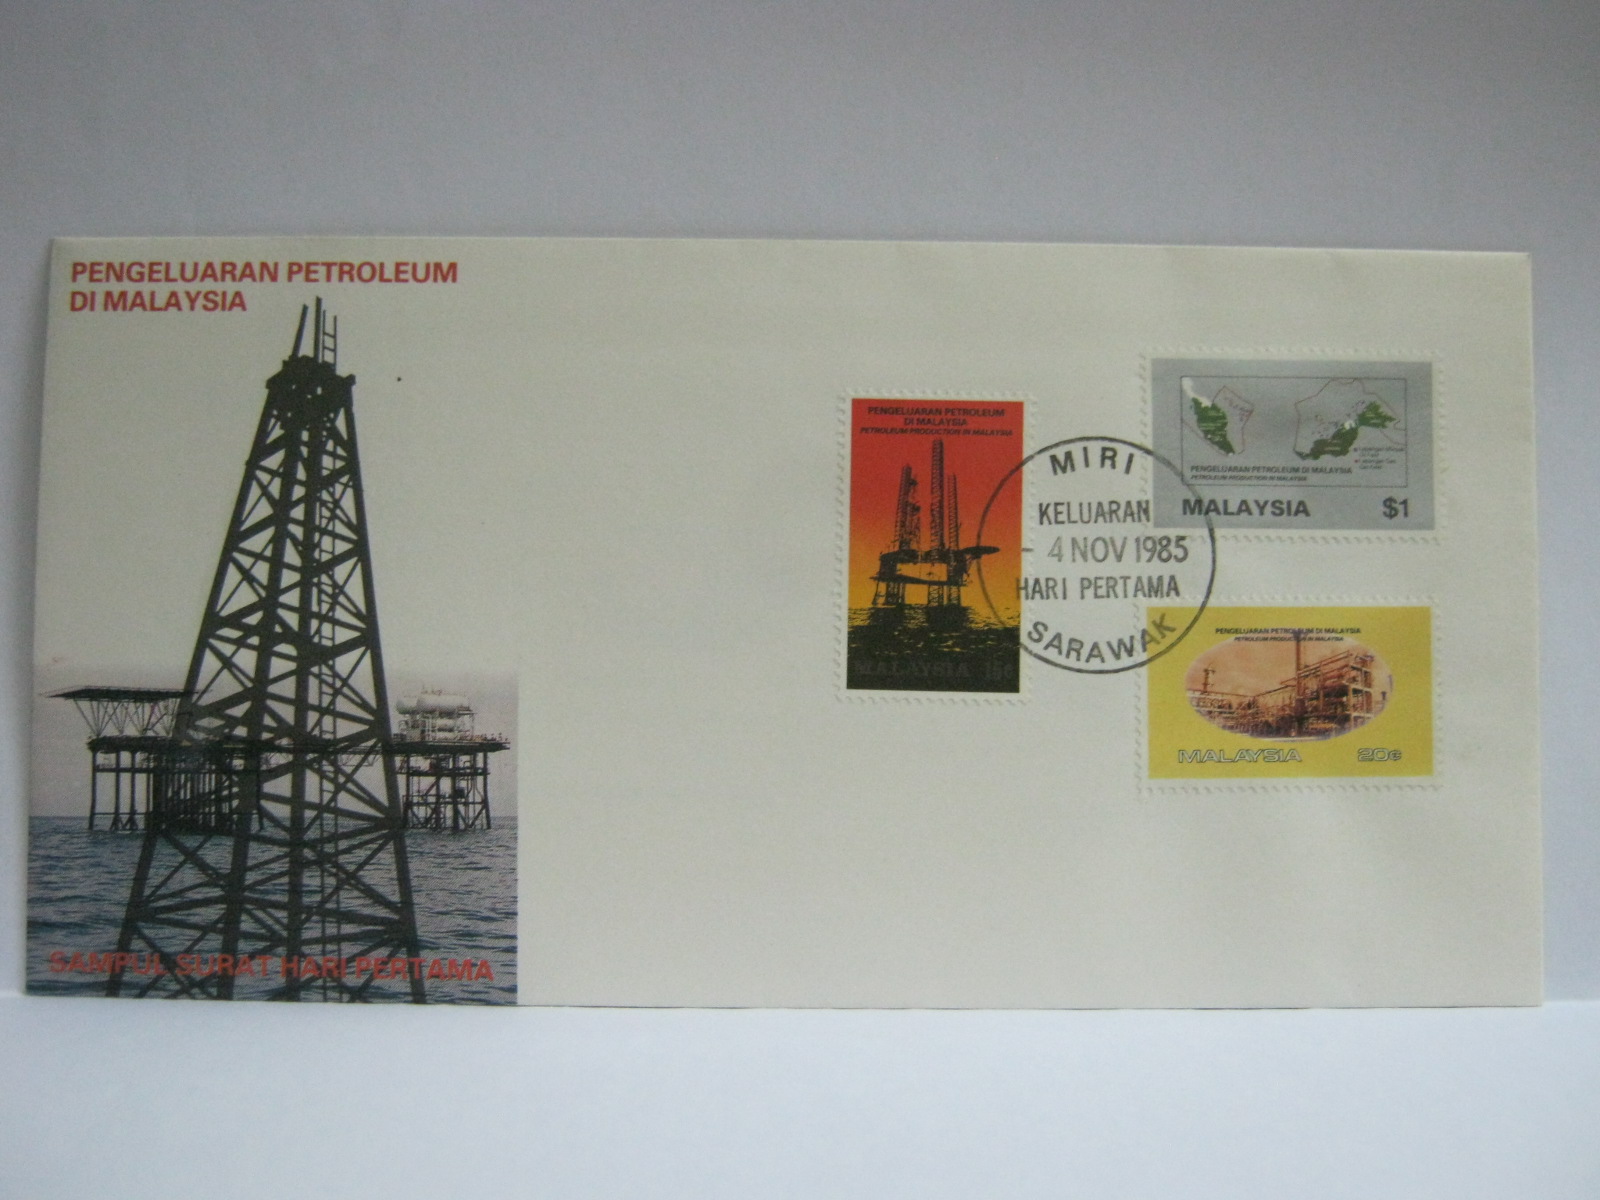 PENGELUARAN PETROLEUM
DI MALAYSIA
SAMPUL SURAT HARI PERTAMA
PENGELUARAN PETROLEUM
DI MALAYSIA
PETROLEUM PRODUCTION IN MALAYSIA
MALAYSIA 15¢
MIRI
KELUARAN
- 4 NOV 1985
HARI PERTAMA
SARAWAK
PENGELUARAN PETROLEUM DI MALAYSIA
PETROLEUM PRODUCTION IN MALAYSIA
MALAYSIA $1
PENGELUARAN PETROLEUM DI MALAYSIA
PETROLEUM PRODUCTION IN MALAYSIA
MALAYSIA 20¢